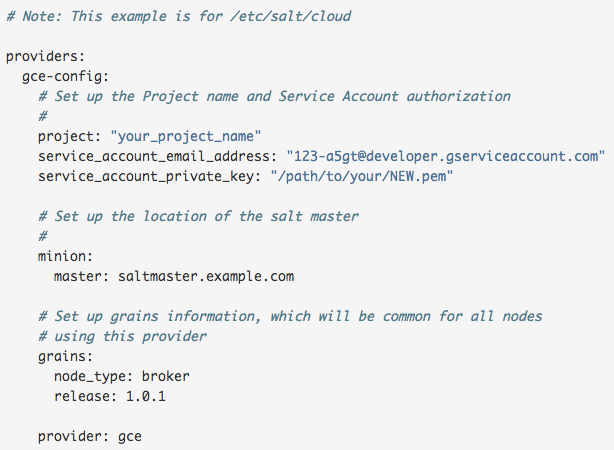 # Note: This example is for /etc/salt/cloud
providers:
gce-config:
# Set up the Project name and Service Account authorization
#
project: "your_project_name"
service_account_email_address: "123-a5gt@developer.gserviceaccount.com"
service_account_private_key: "/path/to/your/NEW.pem"
# Set up the location of the salt master
#
minion:
master: saltmaster.example.com
# Set up grains information, which will be common for all nodes
# using this provider
grains:
node_type: broker
release: 1.0.1
provider: gce